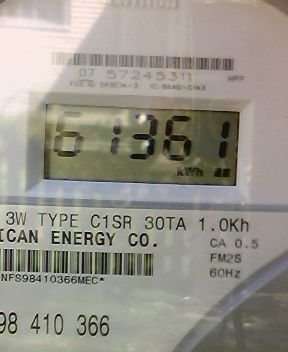 07 57245311
61361
kWh
3W TYPE C1SR 30TA 1.0Kh
ICAN ENERGY CO.
CA 0.5
FM2S
60Hz
NFS98410366MEC*
98 410 366